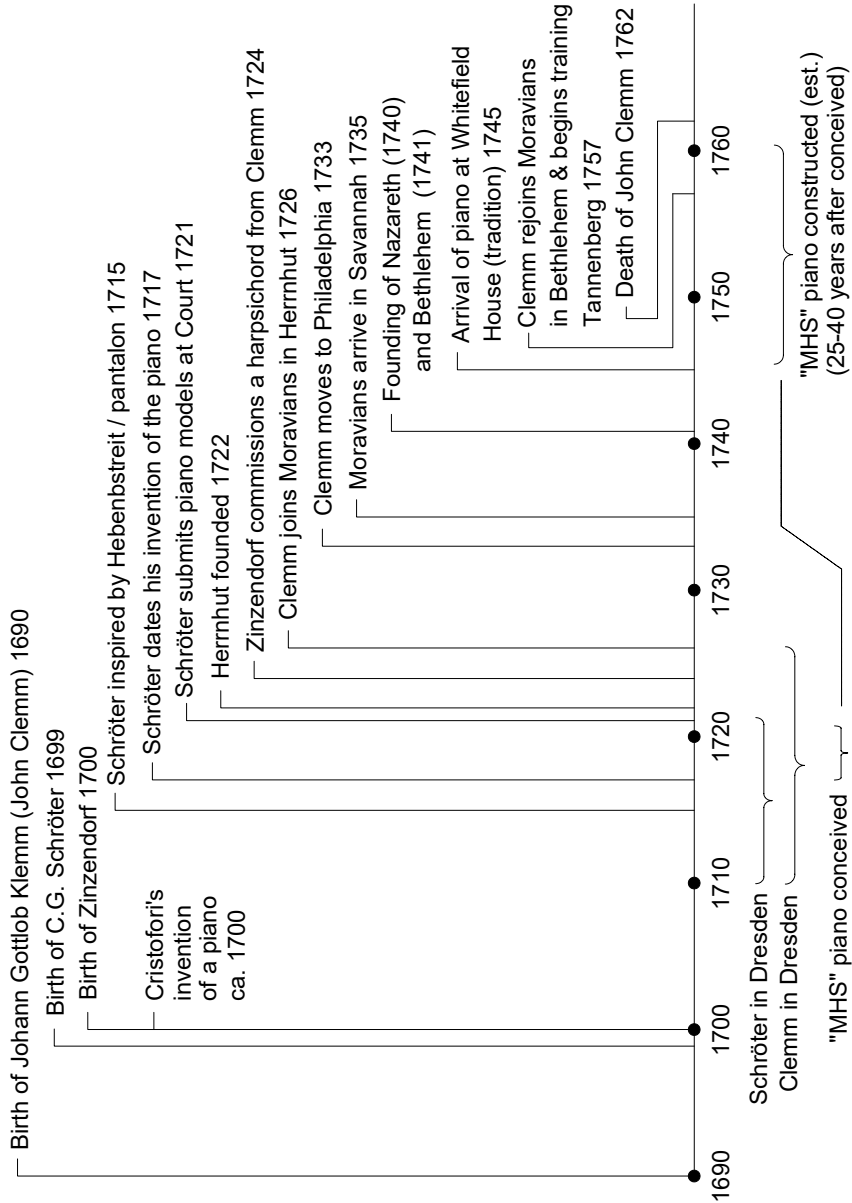 Birth of Johann Gottlob Klemm (John Clemm) 1690
Birth of C.G. Schröter 1699
Birth of Zinzendorf 1700
Cristofori's
invention
of a piano
ca. 1700
Schröter inspired by Hebenbstreit / pantalon 1715
Schröter dates his invention of the piano 1717
Schröter submits piano models at Court 1721
Herrnhut founded 1722
Zinzendorf commissions a harpsichord from Clemm 1724
Clemm joins Moravians in Herrnhut 1726
Clemm moves to Philadelphia 1733
Moravians arrive in Savannah 1735
Founding of Nazareth (1740)
and Bethlehem (1741)
Arrival of piano at Whitefield
House (tradition) 1745
Clemm rejoins Moravians
in Bethlehem & begins training
Tannenberg 1757
Death of John Clemm 1762
1690
1700
1710
1720
1730
1740
1750
1760
Schröter in Dresden
Clemm in Dresden
"MHS" piano conceived
"MHS" piano constructed (est.)
(25-40 years after conceived)